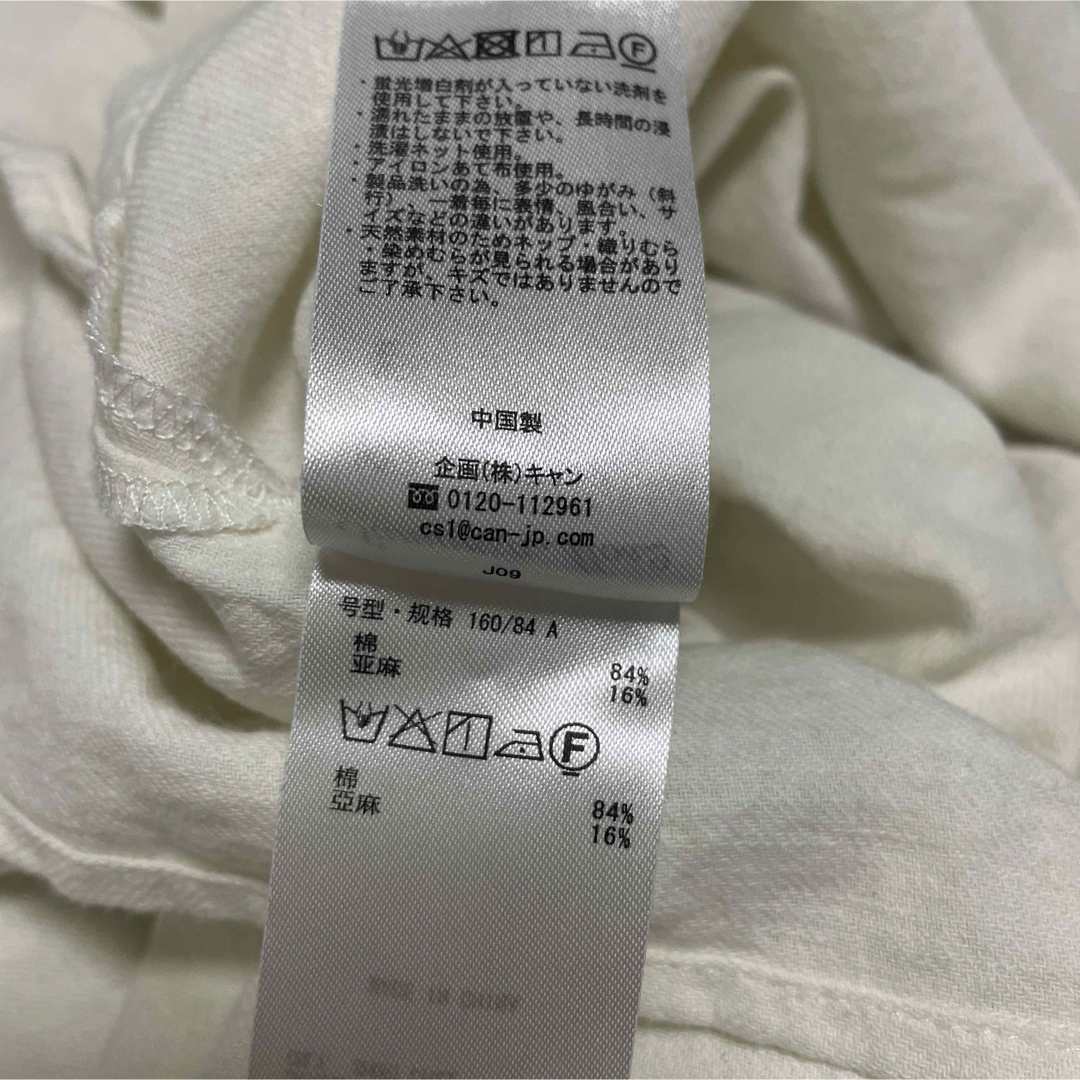 ・蛍光増白剤が入っていない洗剤を
使用して下さい。
・濡れたままの放置や、長時間の浸
漬はしないで下さい。
・洗濯ネット使用。
・アイロンあて布使用。
・製品洗いの為、多少のゆがみ（斜
行）、一着毎に表情、風合い、サ
イズなどの違いがあります。
・天然素材のためネップ・織りむら
・染めむらが見られる場合があり
ますが、キズではありませんので
ご了承下さい。
中国製
企画(株)キャン
0120-112961
cs1@can-jp.com
J09
号型・规格 160/84 A
棉 84%
亚麻 16%
F
棉 84%
亞麻 16%